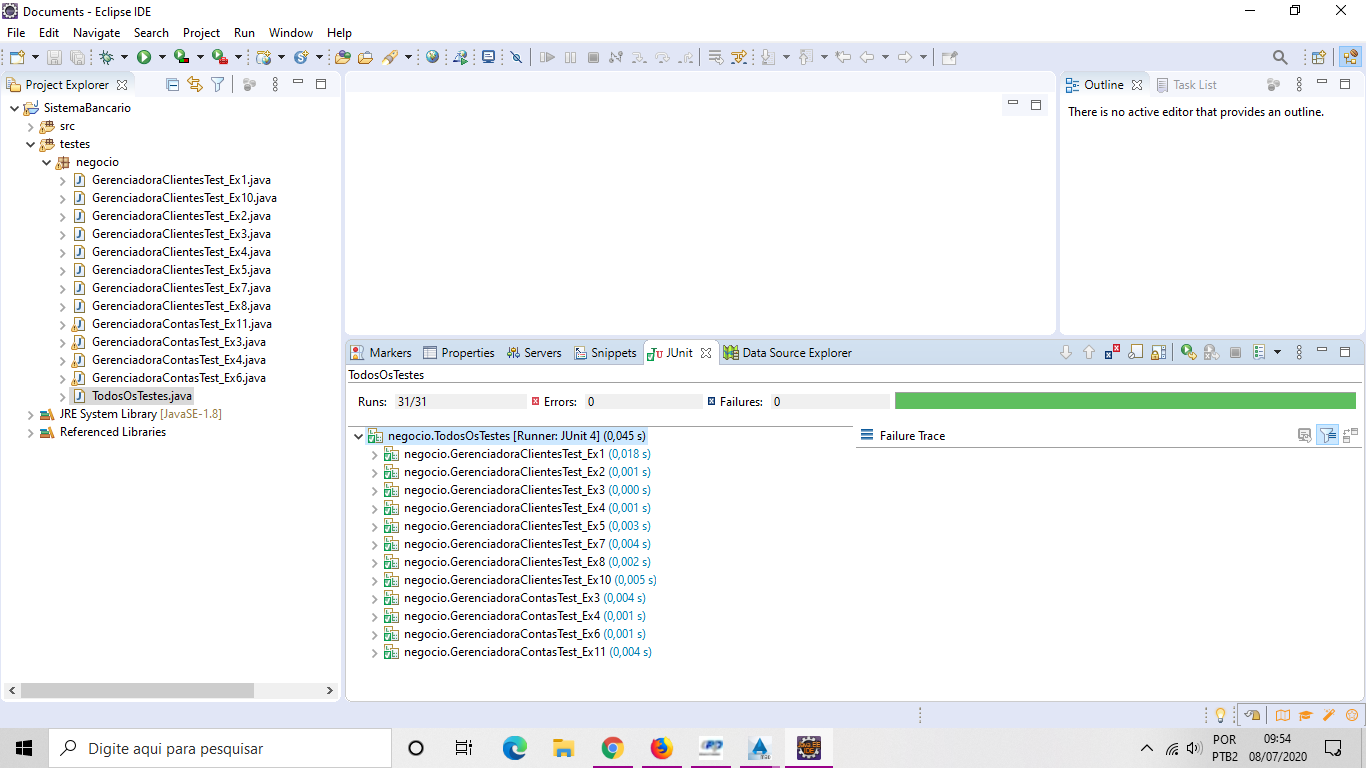 Documents - Eclipse IDE
File Edit Navigate Search Project Run Window Help
Project Explorer
SistemaBancario
src
testes
negocio
GerenciadoraClientesTest_Ex1.java
GerenciadoraClientesTest_Ex10.java
GerenciadoraClientesTest_Ex2.java
GerenciadoraClientesTest_Ex3.java
GerenciadoraClientesTest_Ex4.java
GerenciadoraClientesTest_Ex5.java
GerenciadoraClientesTest_Ex7.java
GerenciadoraClientesTest_Ex8.java
GerenciadoraContasTest_Ex11.java
GerenciadoraContasTest_Ex3.java
GerenciadoraContasTest_Ex4.java
GerenciadoraContasTest_Ex6.java
TodosOsTestes.java
JRE System Library [JavaSE-1.8]
Referenced Libraries
Outline Task List
There is no active editor that provides an outline.
Markers Properties Servers Snippets JUnit Data Source Explorer
TodosOsTestes
Runs: 31/31 Errors: 0 Failures: 0
negocio.TodosOsTestes [Runner: JUnit 4] (0,045 s)
negocio.GerenciadoraClientesTest_Ex1 (0,018 s)
negocio.GerenciadoraClientesTest_Ex2 (0,001 s)
negocio.GerenciadoraClientesTest_Ex3 (0,000 s)
negocio.GerenciadoraClientesTest_Ex4 (0,001 s)
negocio.GerenciadoraClientesTest_Ex5 (0,003 s)
negocio.GerenciadoraClientesTest_Ex7 (0,004 s)
negocio.GerenciadoraClientesTest_Ex8 (0,002 s)
negocio.GerenciadoraClientesTest_Ex10 (0,005 s)
negocio.GerenciadoraContasTest_Ex3 (0,004 s)
negocio.GerenciadoraContasTest_Ex4 (0,001 s)
negocio.GerenciadoraContasTest_Ex6 (0,001 s)
negocio.GerenciadoraContasTest_Ex11 (0,004 s)
Failure Trace
Digite aqui para pesquisar
POR
PTB2
09:54
08/07/2020